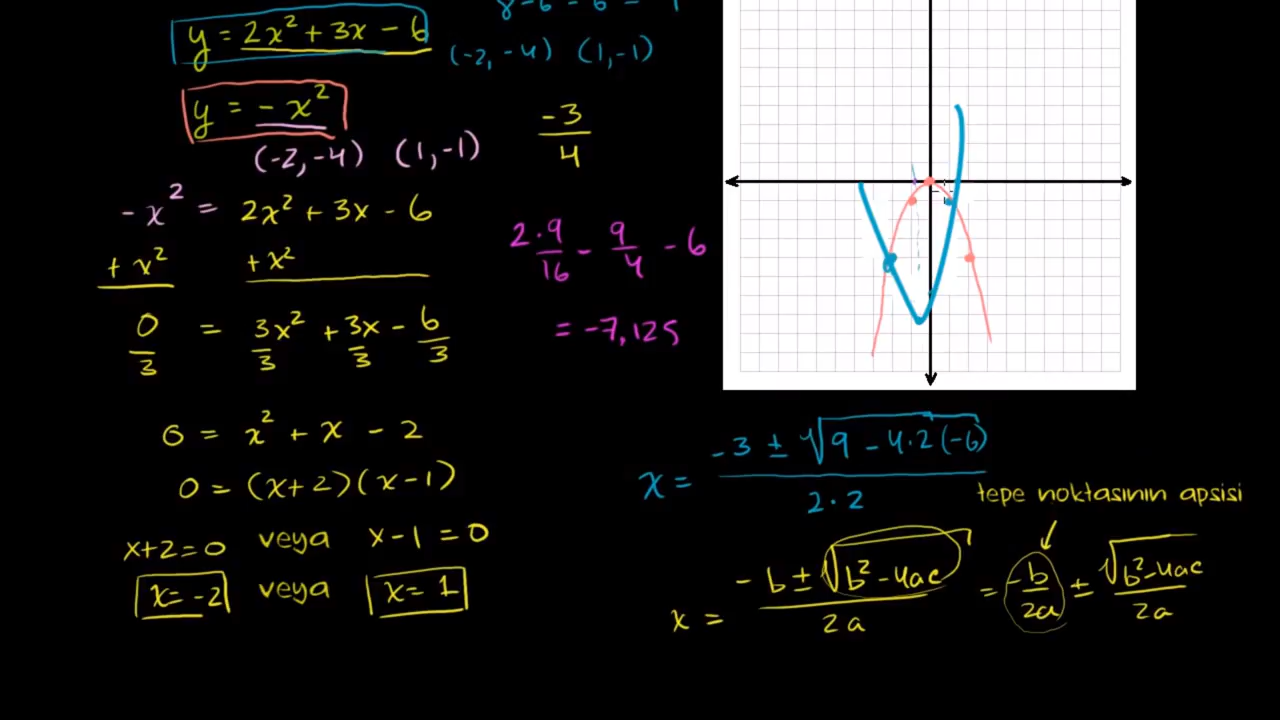 y = 2x² + 3x - 6
(-2, -4) (1, -1)
y = -x²
(-2, -4) (1, -1)
-3/4
-x² = 2x² + 3x - 6
+x² +x²
2·9/16 - 9/4 - 6
= -7,125
0/3 = 3x²/3 + 3x/3 - 6/3
0 = x² + x - 2
0 = (x+2)(x-1)
x+2=0 veya x-1=0
x=-2 veya x=1
x = (-3 ± √(9 - 4·2(-6)))/(2·2)
tepe noktasının apsisi
x = (-b ± √(b² - 4ac))/(2a) = -b/(2a) ± √(b²-4ac)/(2a)